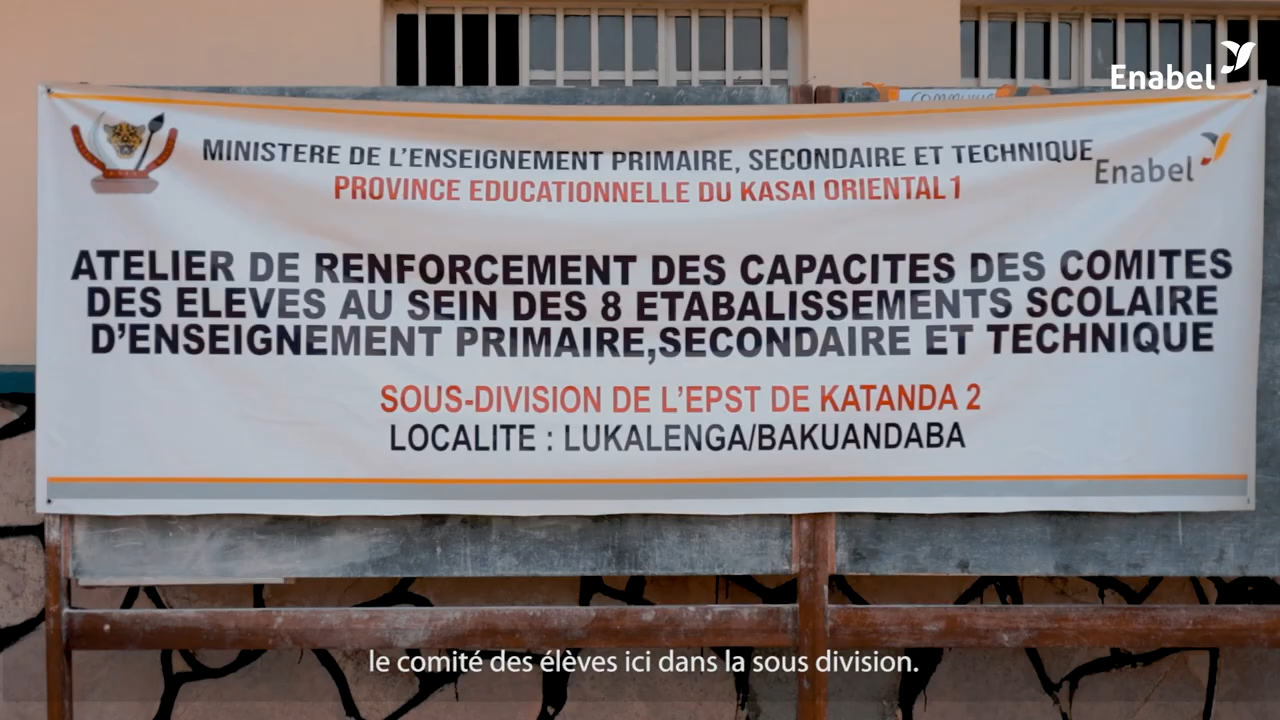 Enabel
MINISTERE DE L'ENSEIGNEMENT PRIMAIRE, SECONDAIRE ET TECHNIQUE
Enabel
PROVINCE EDUCATIONNELLE DU KASAI ORIENTAL 1
ATELIER DE RENFORCEMENT DES CAPACITES DES COMITES
DES ELEVES AU SEIN DES 8 ETABALISSEMENTS SCOLAIRE
D'ENSEIGNEMENT PRIMAIRE,SECONDAIRE ET TECHNIQUE
SOUS-DIVISION DE L'EPST DE KATANDA 2
LOCALITE : LUKALENGA/BAKUANDABA
le comité des élèves ici dans la sous division.